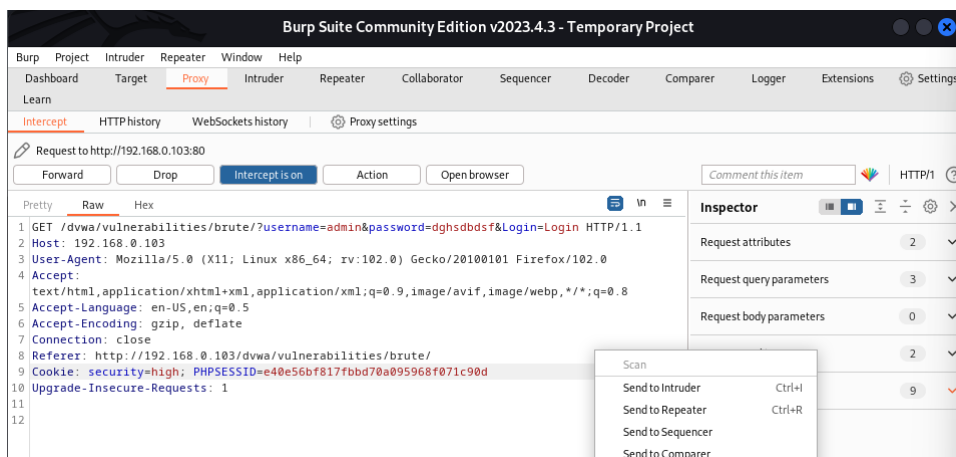 Burp Suite Community Edition v2023.4.3 - Temporary Project
Burp Project Intruder Repeater Window Help
Dashboard Target Proxy Intruder Repeater Collaborator Sequencer Decoder Comparer Logger Extensions Settings
Learn
Intercept HTTP history WebSockets history Proxy settings
Request to http://192.168.0.103:80
Forward Drop Intercept is on Action Open browser Comment this item HTTP/1 ?
Pretty Raw Hex \n Inspector
1 GET /dvwa/vulnerabilities/brute/?username=admin&password=dghsdbdsf&Login=Login HTTP/1.1
2 Host: 192.168.0.103
3 User-Agent: Mozilla/5.0 (X11; Linux x86_64; rv:102.0) Gecko/20100101 Firefox/102.0
4 Accept:
text/html,application/xhtml+xml,application/xml;q=0.9,image/avif,image/webp,*/*;q=0.8
5 Accept-Language: en-US,en;q=0.5
6 Accept-Encoding: gzip, deflate
7 Connection: close
8 Referer: http://192.168.0.103/dvwa/vulnerabilities/brute/
9 Cookie: security=high; PHPSESSID=e40e56bf817fbbd70a095968f071c90d
10 Upgrade-Insecure-Requests: 1
11
12
Request attributes 2
Request query parameters 3
Request body parameters 0
2
9
Scan
Send to Intruder Ctrl+I
Send to Repeater Ctrl+R
Send to Sequencer
Send to Comparer